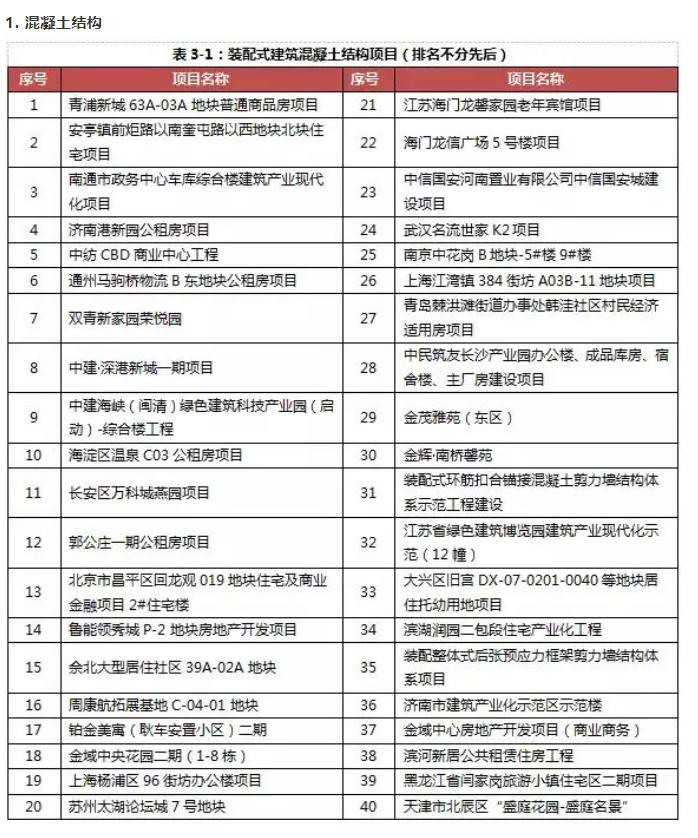 1. 混凝土结构
表 3-1：装配式建筑混凝土结构项目（排名不分先后）
序号 项目名称 序号 项目名称
1 青浦新城 63A-03A 地块普通商品房项目 21 江苏海门龙馨家园老年宾馆项目
2 安亭镇前炬路以南奎屯路以西地块北块住
宅项目 22 海门龙信广场 5 号楼项目
3 南通市政务中心车库综合楼建筑产业现代
化项目 23 中信国安河南置业有限公司中信国安城建
设项目
4 济南港新园公租房项目 24 武汉名流世家 K2 项目
5 中纺 CBD 商业中心工程 25 南京中花岗 B 地块-5#楼 9#楼
6 通州马驹桥物流 B 东地块公租房项目 26 上海江湾镇 384 街坊 A03B-11 地块项目
7 双青新家园荣悦园 27 青岛棘洪滩街道办事处韩洼社区村民经济
适用房项目
8 中建·深港新城一期项目 28 中民筑友长沙产业园办公楼、成品库房、宿
舍楼、主厂房建设项目
9 中建海峡（闽清）绿色建筑科技产业园（启
动）-综合楼工程 29 金茂雅苑（东区）
10 海淀区温泉 C03 公租房项目 30 金辉·南桥馨苑
11 长安区万科城燕园项目 31 装配式环筋扣合锚接混凝土剪力墙结构体
系示范工程建设
12 郭公庄一期公租房项目 32 江苏省绿色建筑博览园建筑产业现代化示
范（12 幢）
13 北京市昌平区回龙观 019 地块住宅及商业
金融项目 2#住宅楼 33 大兴区旧宫 DX-07-0201-0040 等地块居
住托幼用地项目
14 鲁能领秀城 P-2 地块房地产开发项目 34 滨湖润园二包段住宅产业化工程
15 佘北大型居住社区 39A-02A 地块 35 装配整体式后张预应力框架剪力墙结构体
系项目
16 周康航拓展基地 C-04-01 地块 36 济南市建筑产业化示范区示范楼
17 铂金美寓（耿车安置小区）二期 37 金域中心房地产开发项目（商业商务）
18 金域中央花园二期（1-8 栋） 38 滨河新居公共租赁住房工程
19 上海杨浦区 96 街坊办公楼项目 39 黑龙江省闫家岗旅游小镇住宅区二期项目
20 苏州太湖论坛城 7 号地块 40 天津市北辰区“盛庭花园-盛庭名景”